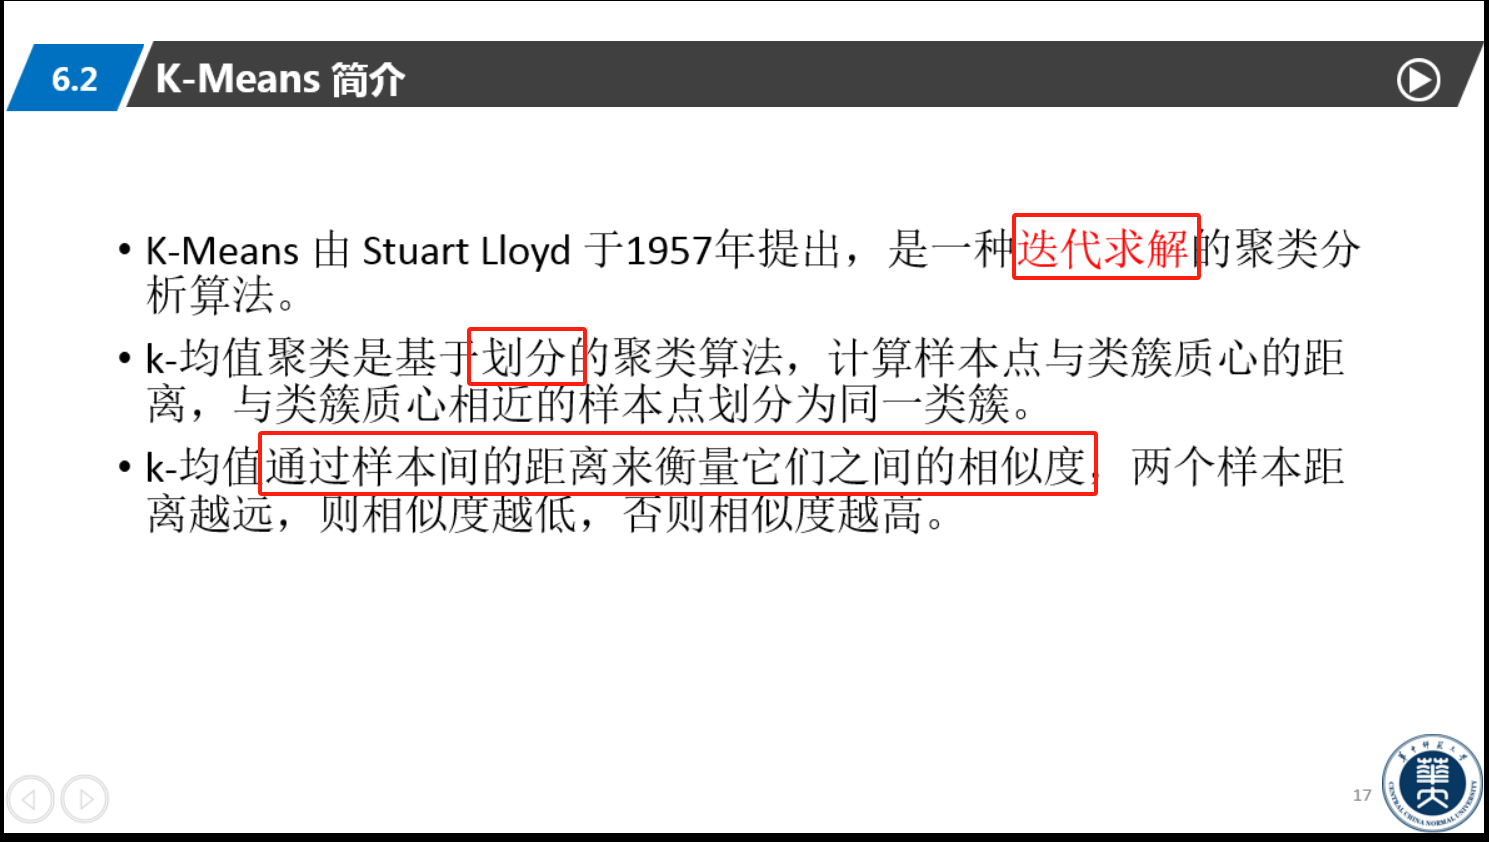 6.2 K-Means 简介
• K-Means 由 Stuart Lloyd 于1957年提出，是一种迭代求解的聚类分
析算法。
• k-均值聚类是基于划分的聚类算法，计算样本点与类簇质心的距
离，与类簇质心相近的样本点划分为同一类簇。
• k-均值通过样本间的距离来衡量它们之间的相似度，两个样本距
离越远，则相似度越低，否则相似度越高。
17
华中师范大学
CENTRAL CHINA NORMAL UNIVERSITY